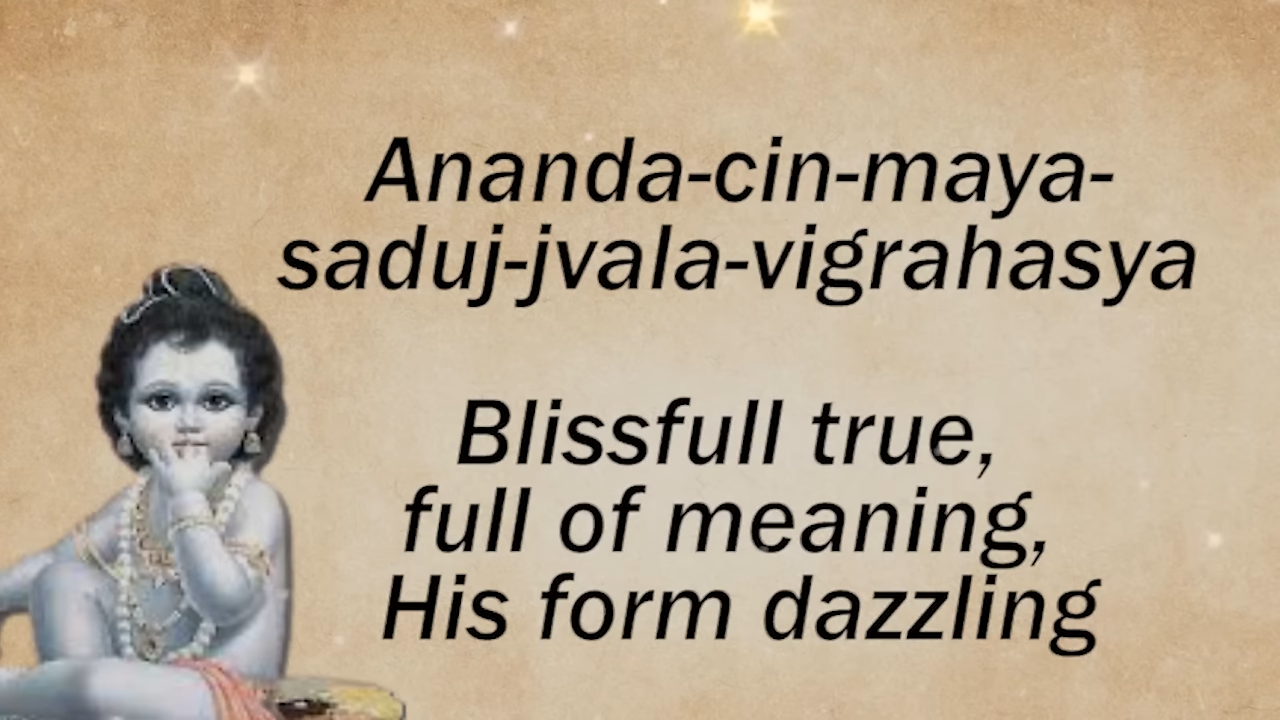 Ananda-cin-maya-
saduj-jvala-vigrahasya
Blissfull true,
full of meaning,
His form dazzling